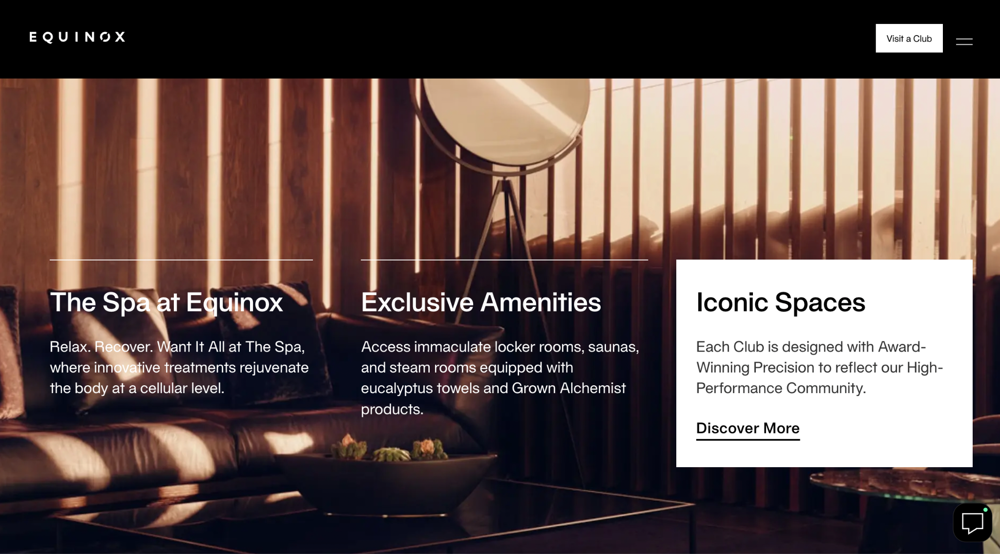 EQUINOX
Visit a Club
The Spa at Equinox
Relax. Recover. Want It All at The Spa,
where innovative treatments rejuvenate
the body at a cellular level.
Exclusive Amenities
Access immaculate locker rooms, saunas,
and steam rooms equipped with
eucalyptus towels and Grown Alchemist
products.
Iconic Spaces
Each Club is designed with Award-
Winning Precision to reflect our High-
Performance Community.
Discover More